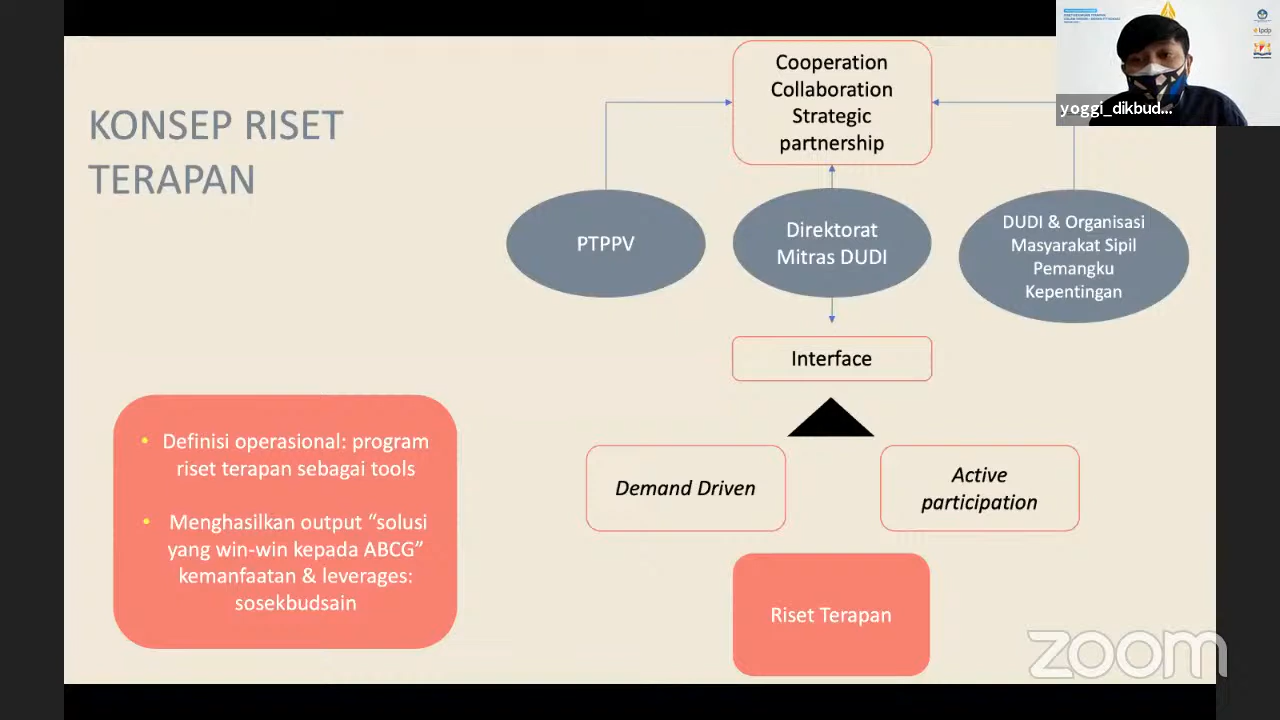 KONSEP RISET
TERAPAN
Cooperation
Collaboration
Strategic
partnership
PTPPV
Direktorat
Mitras DUDI
DUDI & Organisasi
Masyarakat Sipil
Pemangku
Kepentingan
Interface
Demand Driven
Active
participation
Riset Terapan
• Definisi operasional: program
riset terapan sebagai tools
• Menghasilkan output “solusi
yang win-win kepada ABCG”
kemanfaatan & leverages:
sosekbudsain
yoggi_dikbud...
lpdp
zoom